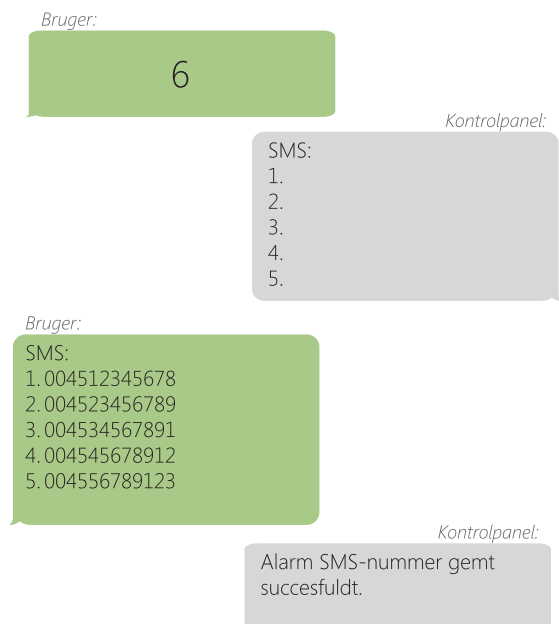 Bruger:
6
Kontrolpanel:
SMS:
1.
2.
3.
4.
5.
Bruger:
SMS:
1. 004512345678
2. 004523456789
3. 004534567891
4. 004545678912
5. 004556789123
Kontrolpanel:
Alarm SMS-nummer gemt
succesfuldt.